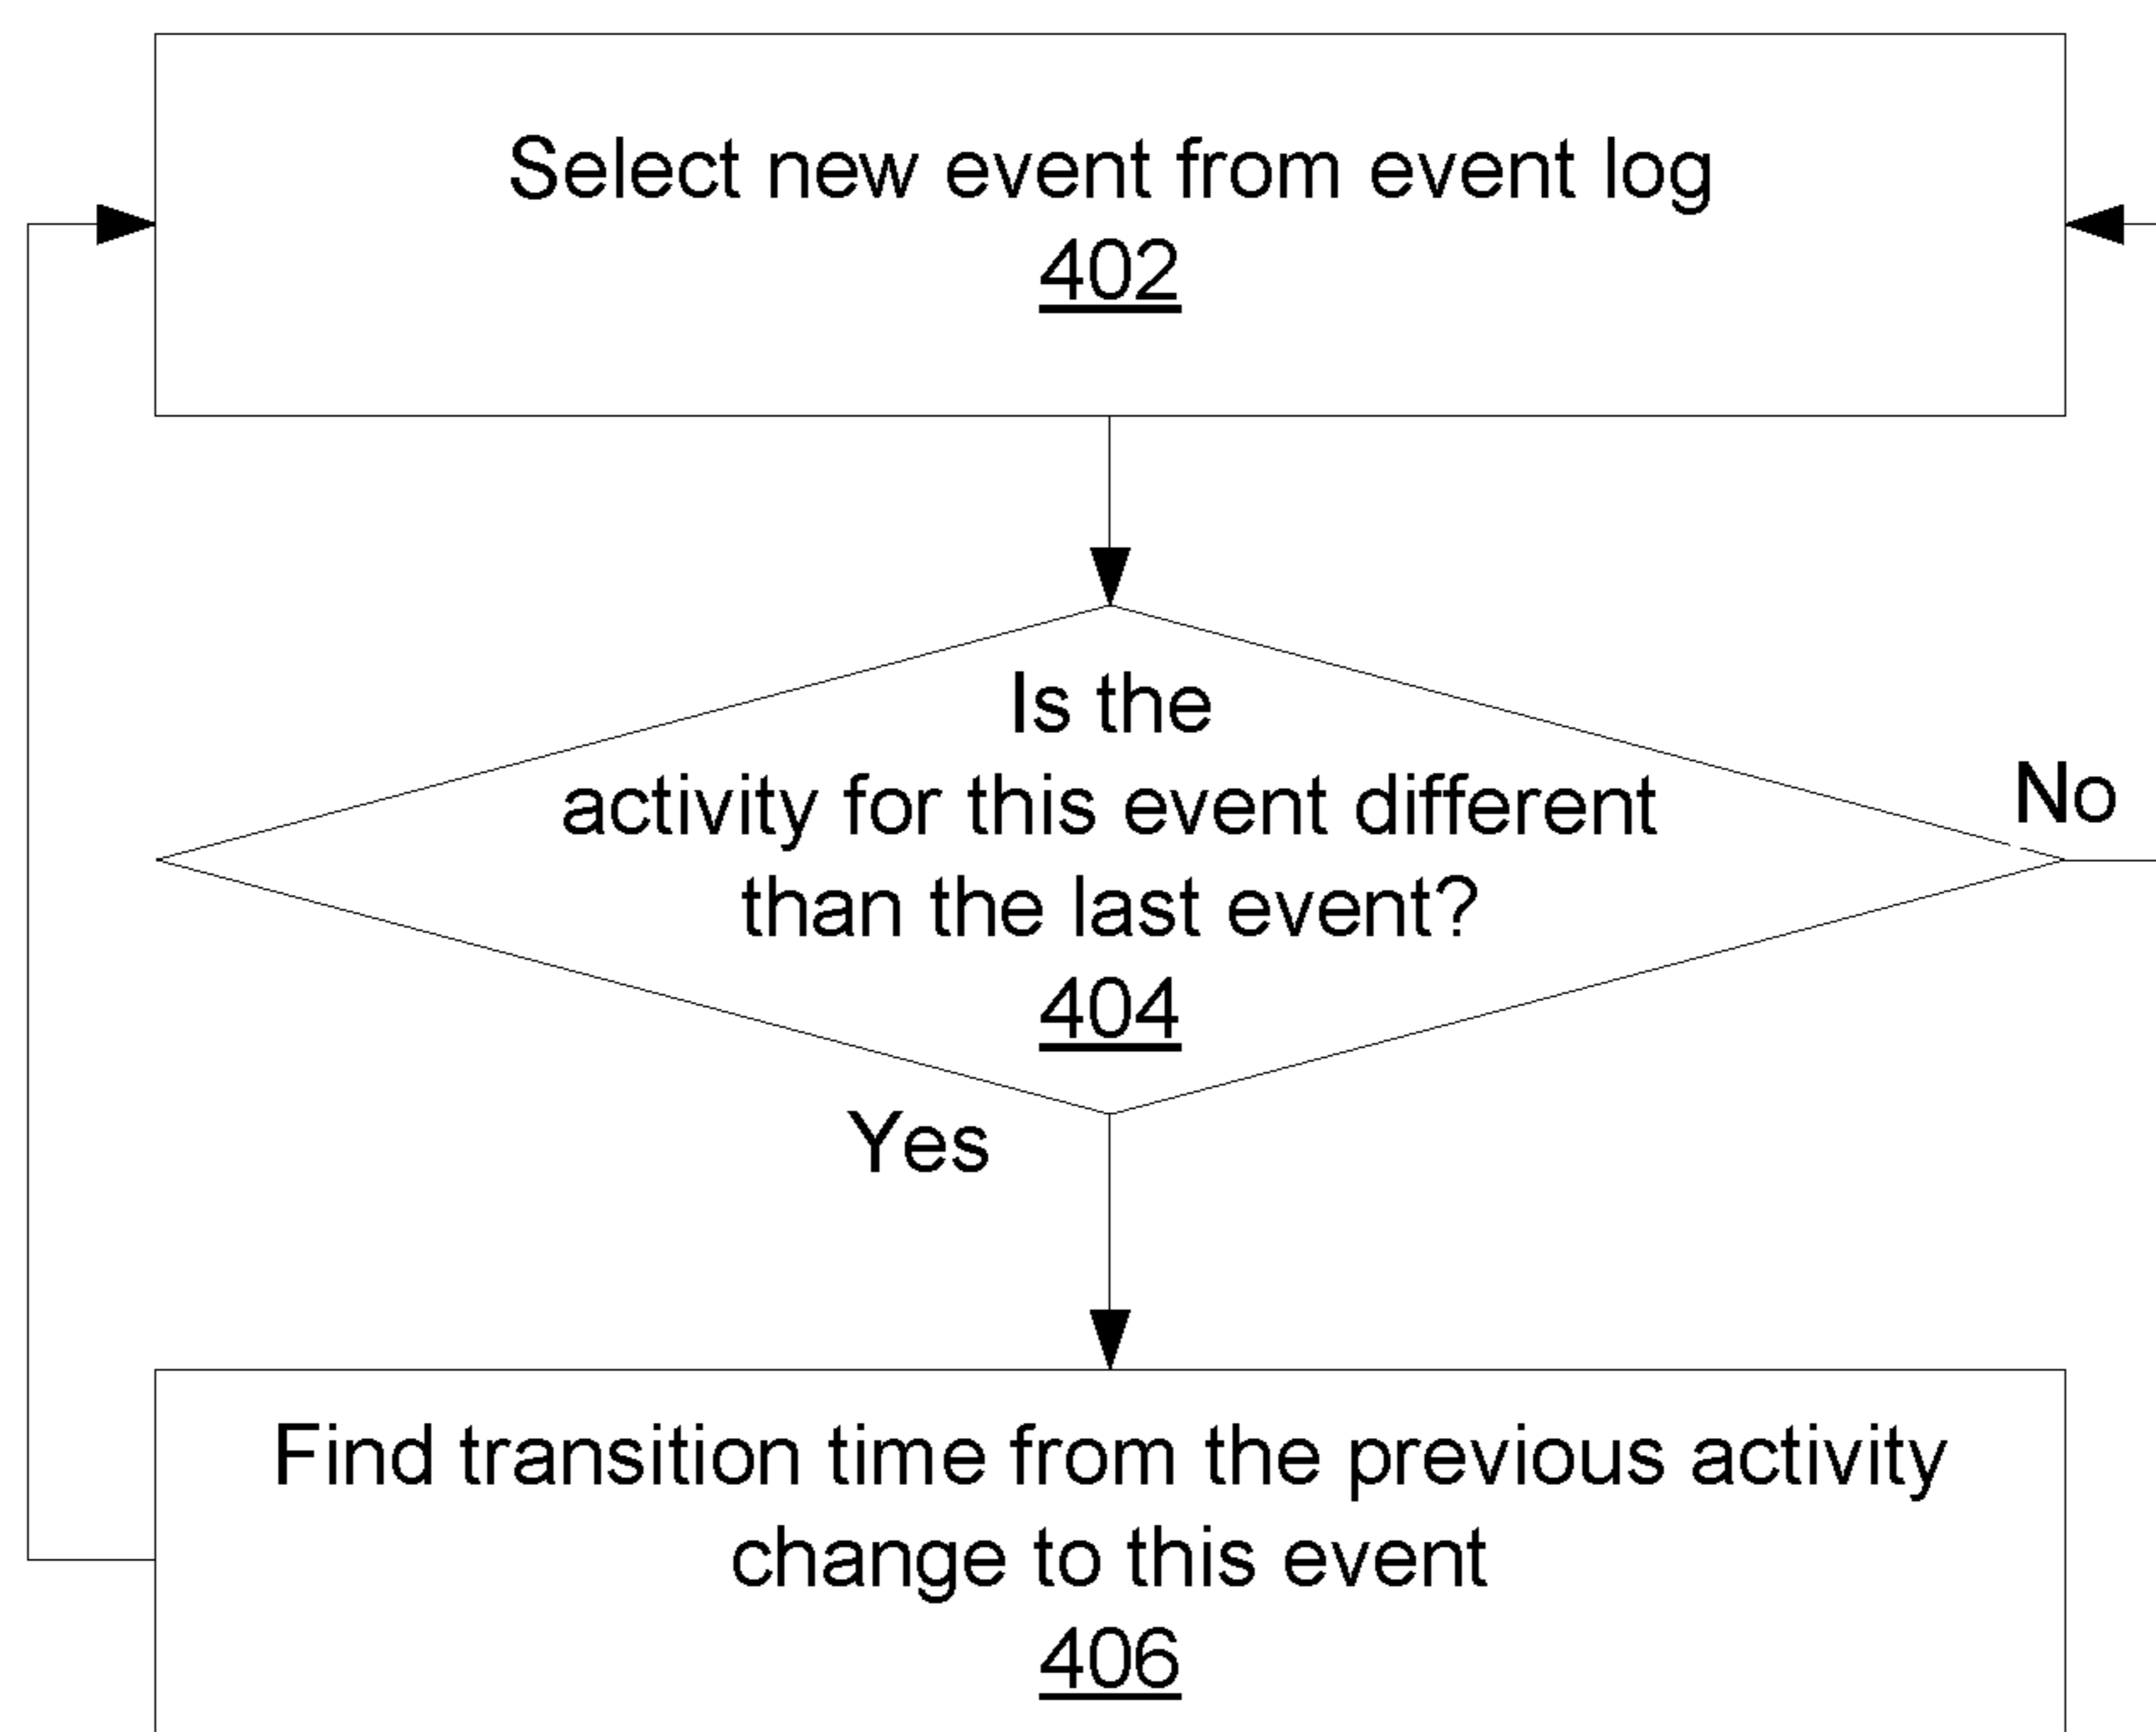 Select new event from event log
402
Is the
activity for this event different
than the last event?
404
No
Yes
Find transition time from the previous activity
change to this event
406